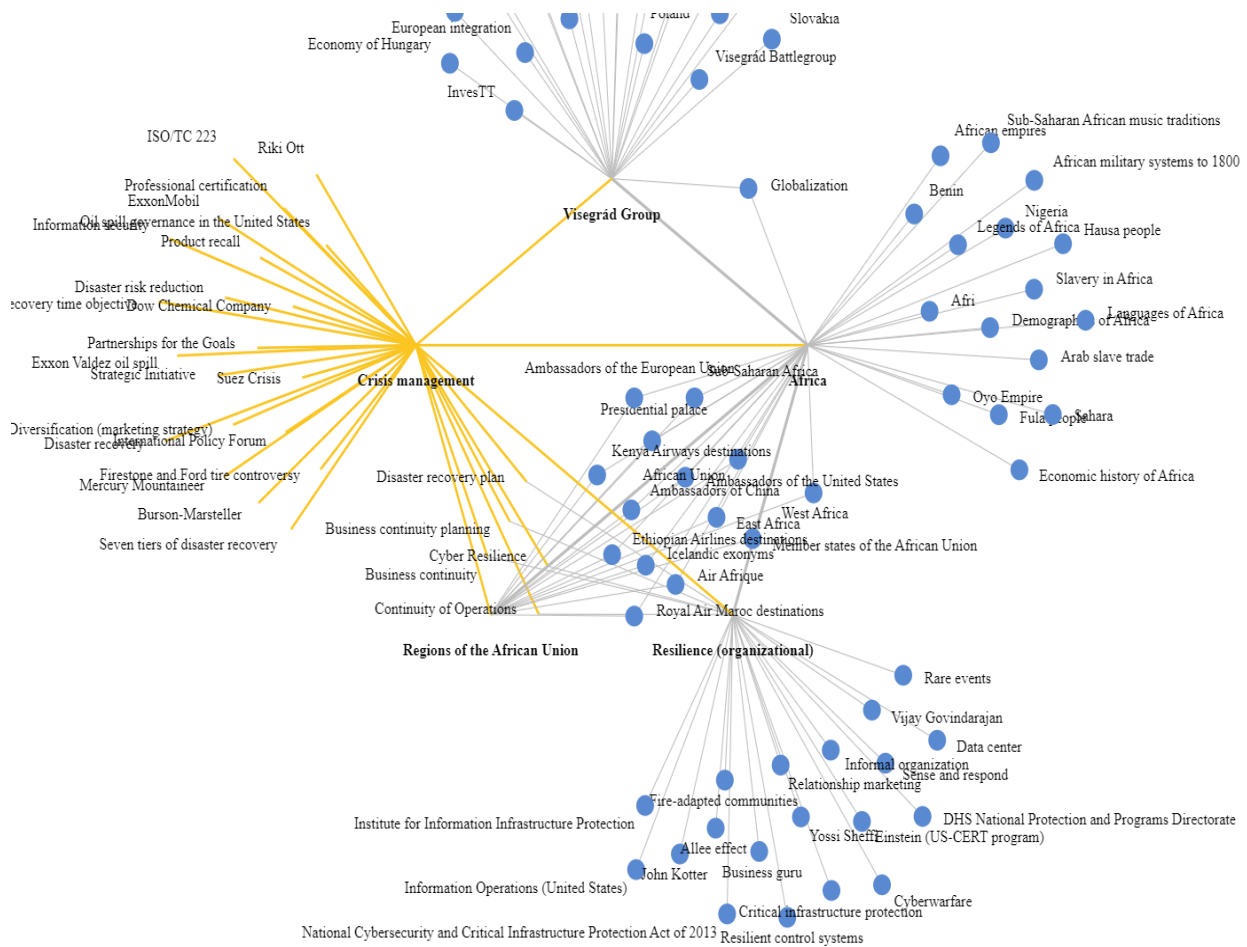 Poland
Slovakia
European integration
Economy of Hungary
Visegrád Battlegroup
InvesTT
Sub-Saharan African music traditions
African empires
ISO/TC 223
Riki Ott
African military systems to 1800
Professional certification
Globalization
Benin
ExxonMobil
Visegrád Group
Nigeria
Information security
Oil spill governance in the United States
Legends of Africa
Hausa people
Product recall
Slavery in Africa
Disaster risk reduction
ecovery time objective
Dow Chemical Company
Afri
Languages of Africa
Demographics of Africa
Partnerships for the Goals
Arab slave trade
Exxon Valdez oil spill
Strategic Initiative
Suez Crisis
Crisis management
Ambassadors of the European Union
Sub-Saharan Africa
Africa
Oyo Empire
Presidential palace
Fula people
Sahara
Diversification (marketing strategy)
Disaster recovery
International Policy Forum
Kenya Airways destinations
Firestone and Ford tire controversy
Disaster recovery plan
African Union
Ambassadors of the United States
Economic history of Africa
Mercury Mountaineer
Ambassadors of China
Burson-Marsteller
West Africa
Business continuity planning
East Africa
Seven tiers of disaster recovery
Ethiopian Airlines destinations
Member states of the African Union
Cyber Resilience
Icelandic exonyms
Business continuity
Air Afrique
Continuity of Operations
Royal Air Maroc destinations
Regions of the African Union
Resilience (organizational)
Rare events
Vijay Govindarajan
Data center
Informal organization
Sense and respond
Relationship marketing
Fire-adapted communities
Institute for Information Infrastructure Protection
DHS National Protection and Programs Directorate
Yossi Sheffi
Einstein (US-CERT program)
Allee effect
John Kotter
Business guru
Information Operations (United States)
Cyberwarfare
Critical infrastructure protection
National Cybersecurity and Critical Infrastructure Protection Act of 2013
Resilient control systems